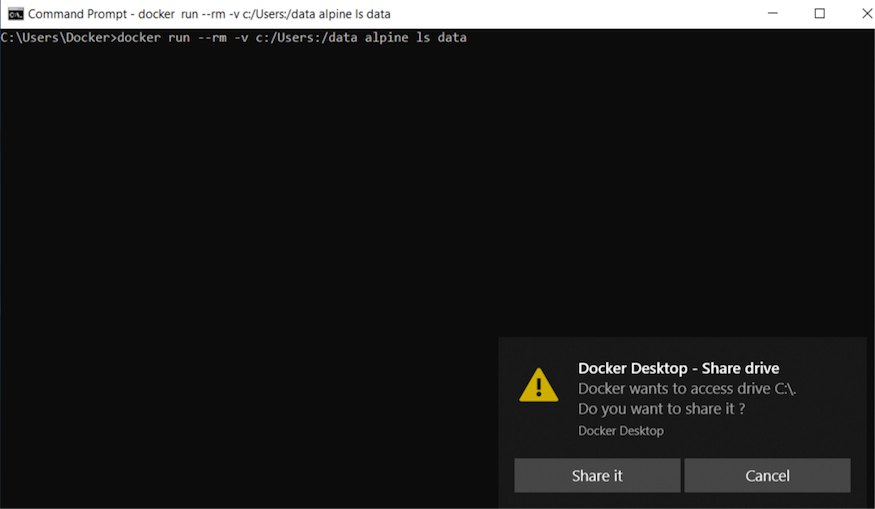 Command Prompt - docker  run --rm -v c:/Users:/data alpine ls data
C:\Users\Docker>docker run --rm -v c:/Users:/data alpine ls data
Docker Desktop - Share drive
Docker wants to access drive C:\.
Do you want to share it ?
Docker Desktop
Share it
Cancel